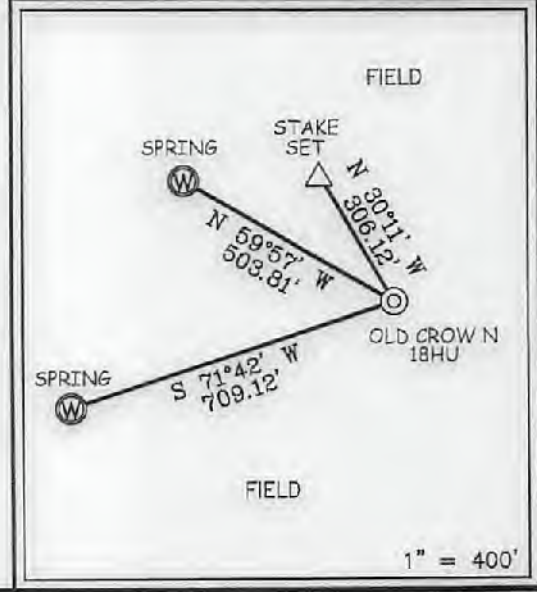 FIELD
STAKE
SET
SPRING
N 30°11' W
306.12'
N 59°57' W
503.81'
OLD CROW N
18HU
S 71°42' W
709.12'
SPRING
FIELD
1" = 400'